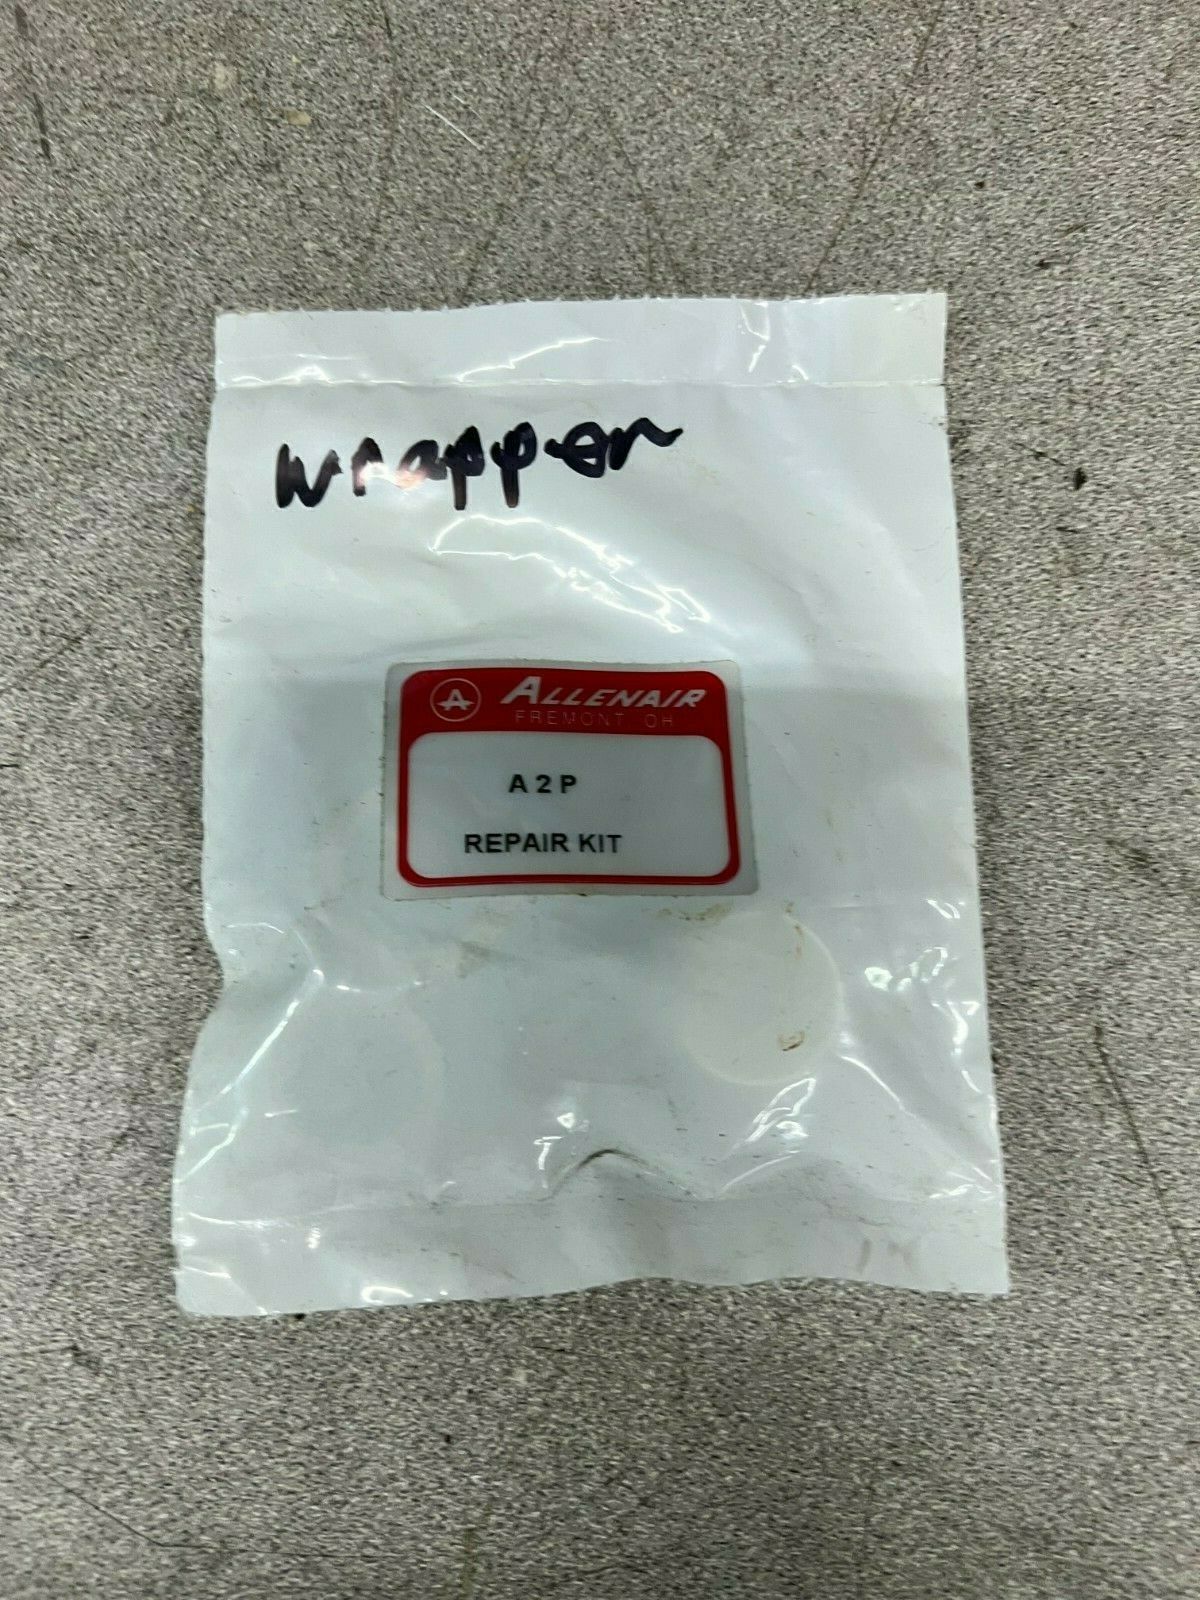 wrapper
A ALLENAIR
FREMONT OH
A 2 P
REPAIR KIT